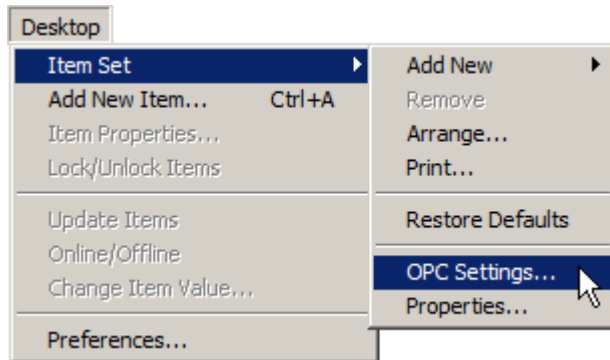 Desktop
Item Set
Add New Item... Ctrl+A
Item Properties...
Lock/Unlock Items
Update Items
Online/Offline
Change Item Value...
Preferences...
Add New
Remove
Arrange...
Print...
Restore Defaults
OPC Settings...
Properties...